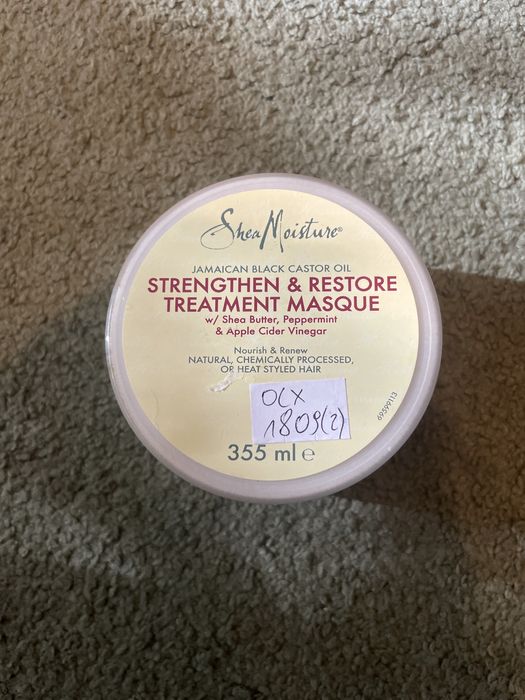 SheaMoisture®
JAMAICAN BLACK CASTOR OIL
STRENGTHEN & RESTORE
TREATMENT MASQUE
w/ Shea Butter, Peppermint
& Apple Cider Vinegar
Nourish & Renew
NATURAL, CHEMICALLY PROCESSED,
OR HEAT STYLED HAIR
OLX
1809(2)
355 ml e
69599113